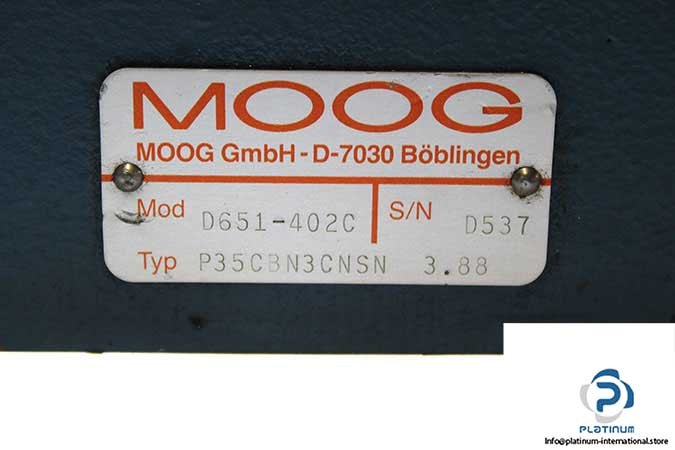 MOOG
MOOG GmbH - D-7030 Böblingen
Mod D651-402C S/N D537
Typ P35CBN3CNSN 3.88
P
PLATINUM
Info@platinum-international.store